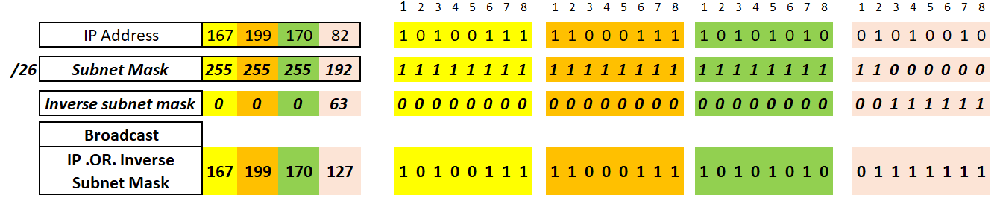 1 2 3 4 5 6 7 8 1 2 3 4 5 6 7 8 1 2 3 4 5 6 7 8 1 2 3 4 5 6 7 8
IP Address 167 199 170 82 1 0 1 0 0 1 1 1 1 1 0 0 0 1 1 1 1 0 1 0 1 0 1 0 0 1 0 1 0 0 1 0
/26 Subnet Mask 255 255 255 192 1 1 1 1 1 1 1 1 1 1 1 1 1 1 1 1 1 1 1 1 1 1 1 1 1 1 0 0 0 0 0 0
Inverse subnet mask 0 0 0 63 0 0 0 0 0 0 0 0 0 0 0 0 0 0 0 0 0 0 0 0 0 0 0 0 0 0 1 1 1 1 1 1
Broadcast
IP .OR. Inverse
Subnet Mask 167 199 170 127 1 0 1 0 0 1 1 1 1 1 0 0 0 1 1 1 1 0 1 0 1 0 1 0 0 1 1 1 1 1 1 1